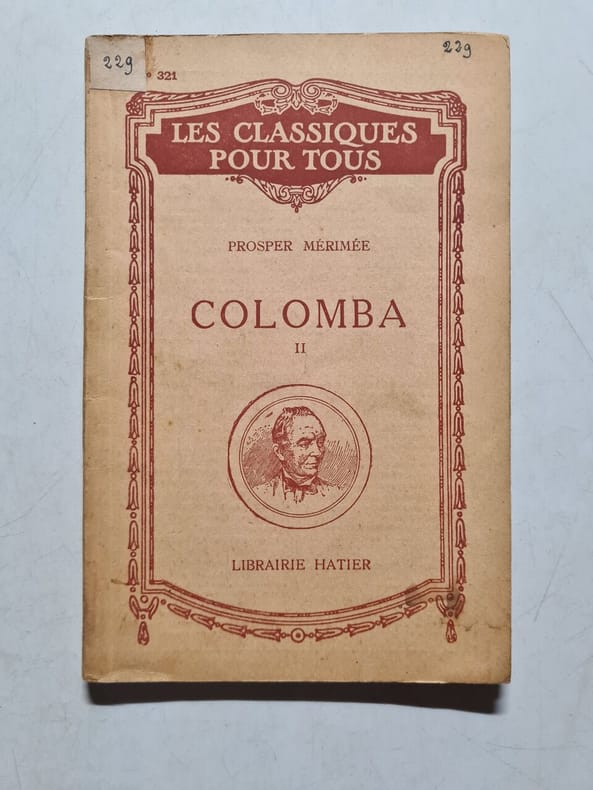 229
° 321
229
LES CLASSIQUES
POUR TOUS
PROSPER MÉRIMÉE
COLOMBA
II
LIBRAIRIE HATIER